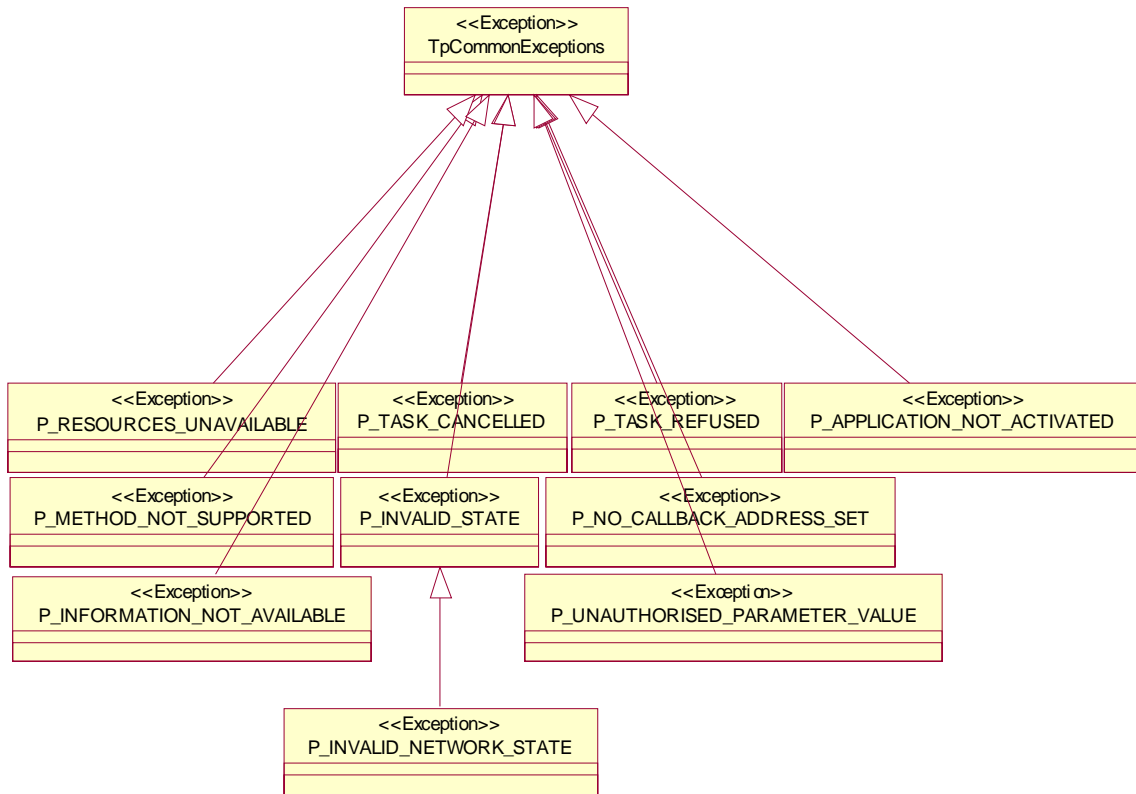 <<Exception>>
TpCommonExceptions
<<Exception>>
P_RESOURCES_UNAVAILABLE
<<Exception>>
P_TASK_CANCELLED
<<Exception>>
P_TASK_REFUSED
<<Exception>>
P_APPLICATION_NOT_ACTIVATED
<<Exception>>
P_METHOD_NOT_SUPPORTED
<<Exception>>
P_INVALID_STATE
<<Exception>>
P_NO_CALLBACK_ADDRESS_SET
<<Exception>>
P_INFORMATION_NOT_AVAILABLE
<<Exception>>
P_UNAUTHORISED_PARAMETER_VALUE
<<Exception>>
P_INVALID_NETWORK_STATE